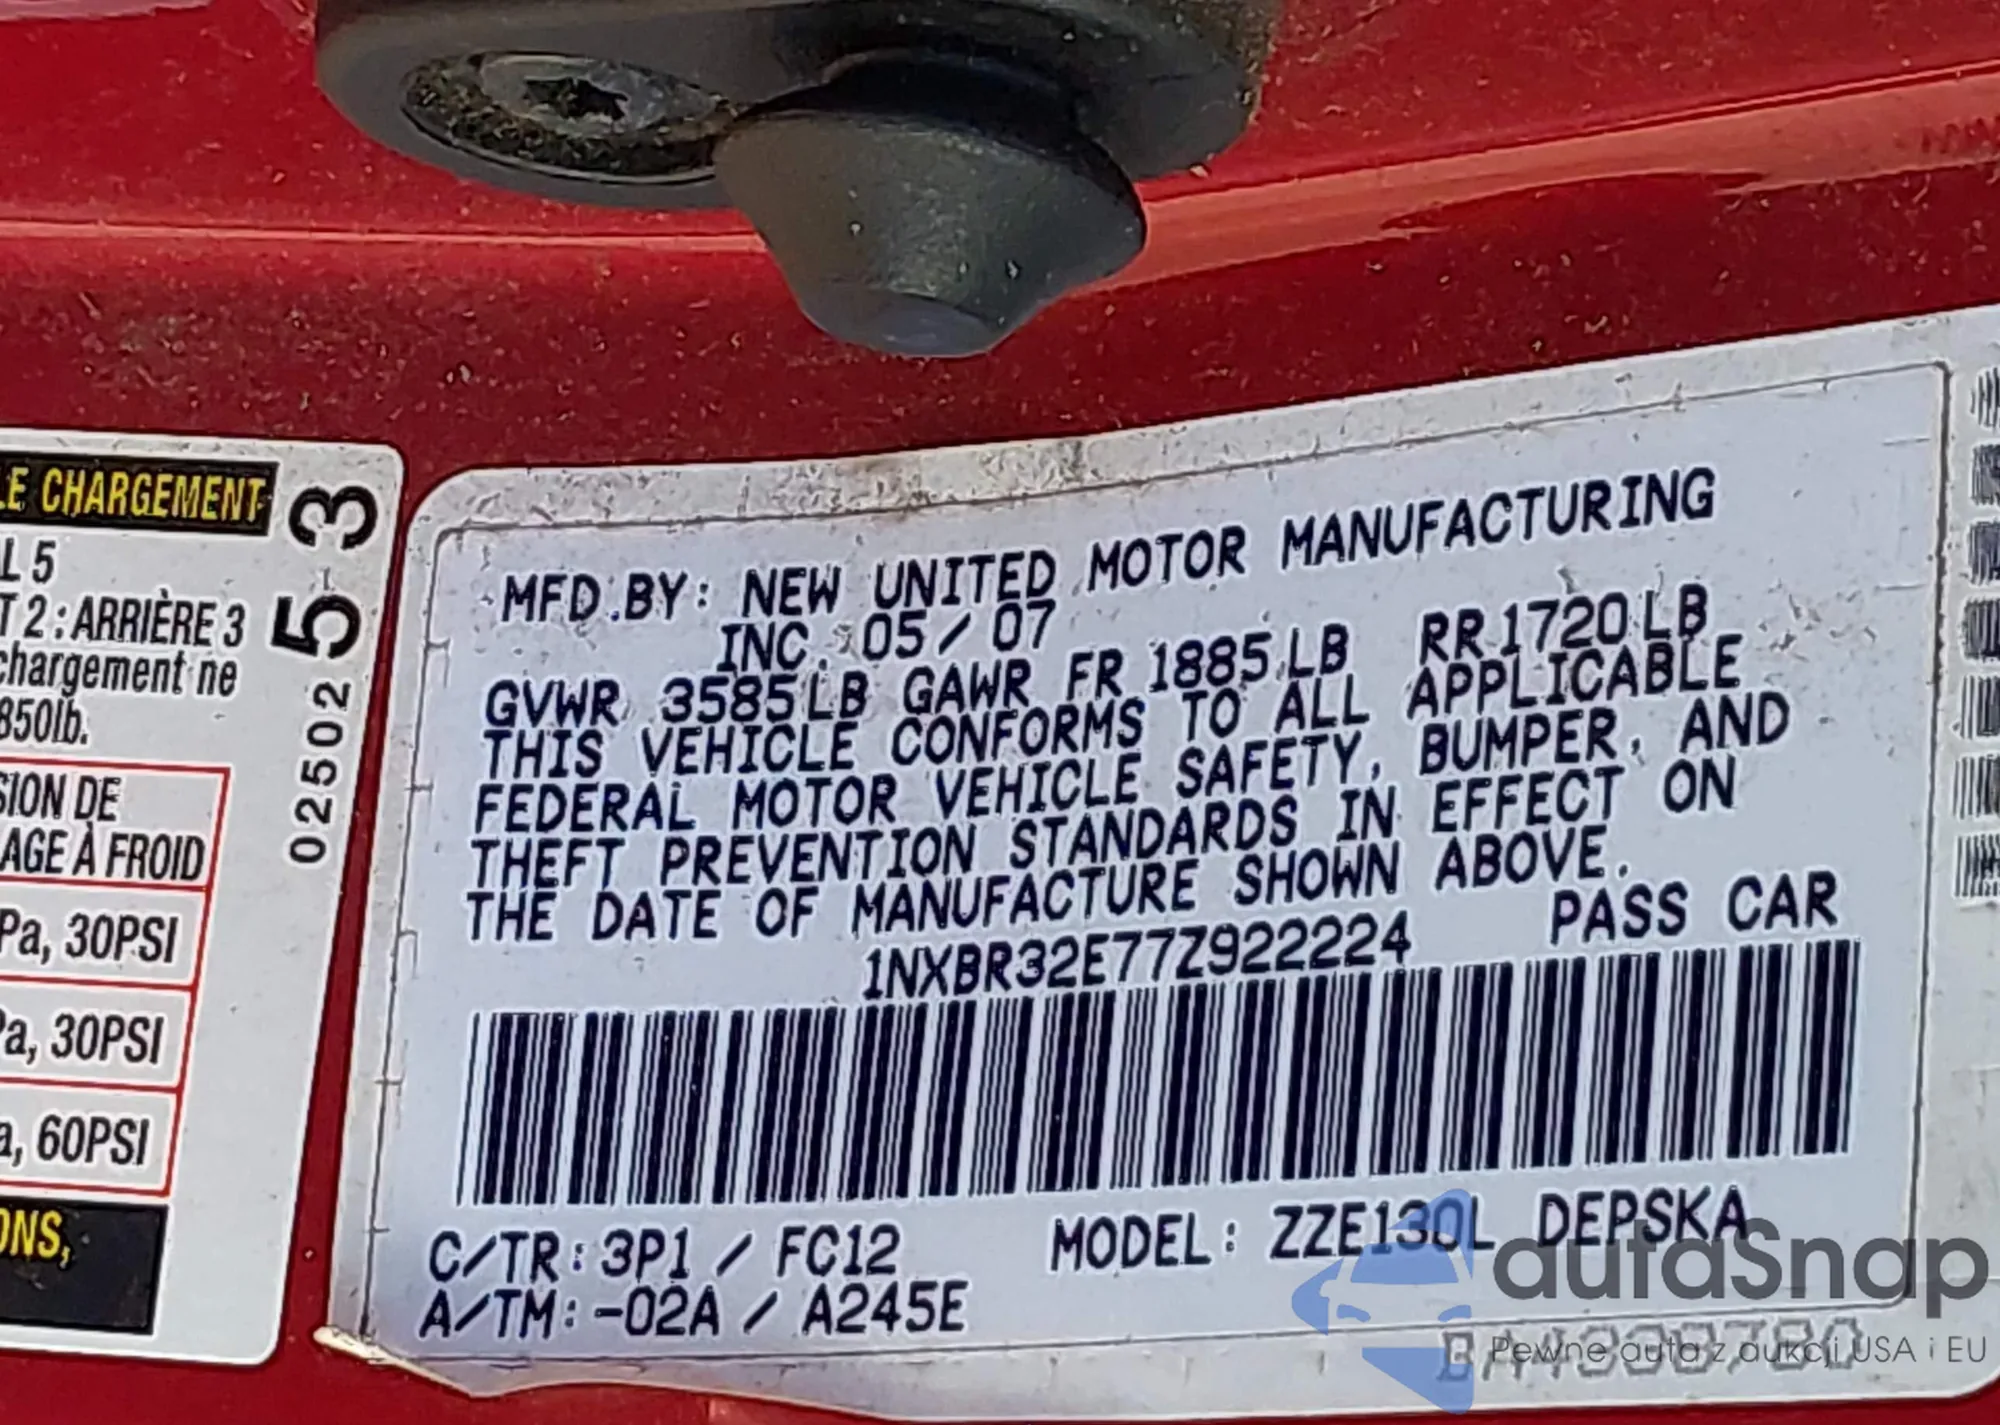 LE CHARGEMENT
L 5
T 2 : ARRIÈRE 3
chargement ne
850lb.
SION DE
AGE À FROID
Pa, 30PSI
Pa, 30PSI
a, 60PSI
ONS,
02502 5-3
MFD.BY: NEW UNITED MOTOR MANUFACTURING
INC. 05/07
GVWR 3585LB GAWR FR 1885LB RR1720LB
THIS VEHICLE CONFORMS TO ALL APPLICABLE
FEDERAL MOTOR VEHICLE SAFETY, BUMPER, AND
THEFT PREVENTION STANDARDS IN EFFECT ON
THE DATE OF MANUFACTURE SHOWN ABOVE.
1NXBR32E77Z922224 PASS CAR
C/TR: 3P1 / FC12 MODEL: ZZE130L DEPSKA
A/TM: -02A / A245E
autaSnap
Pewne auta z aukcji USA i EU